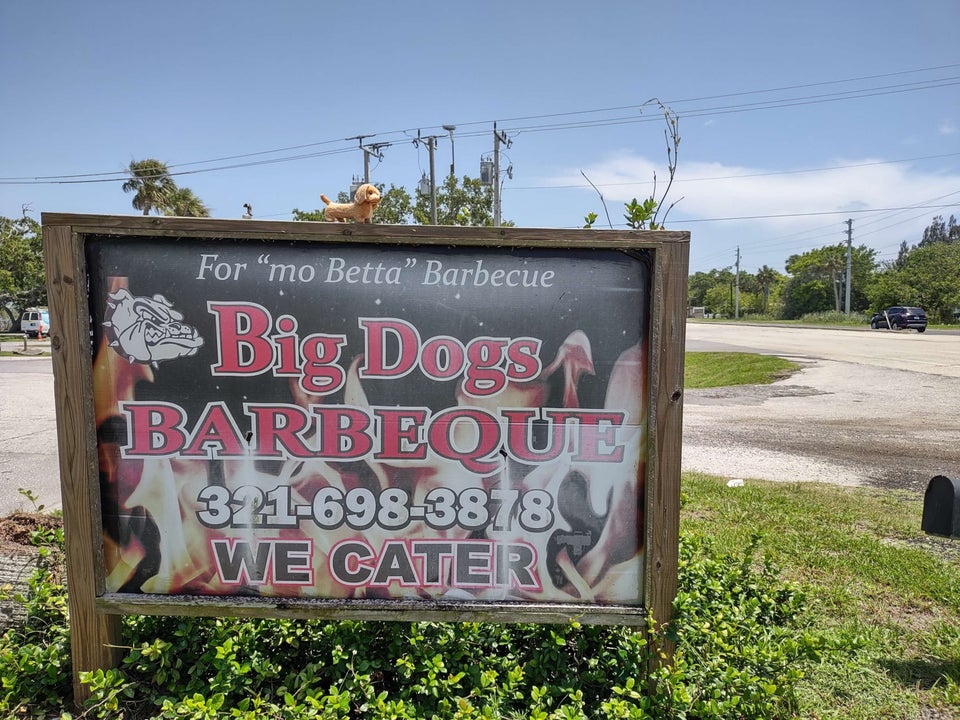 For “mo Betta” Barbecue
Big Dogs
BARBEQUE
321-698-3878
WE CATER